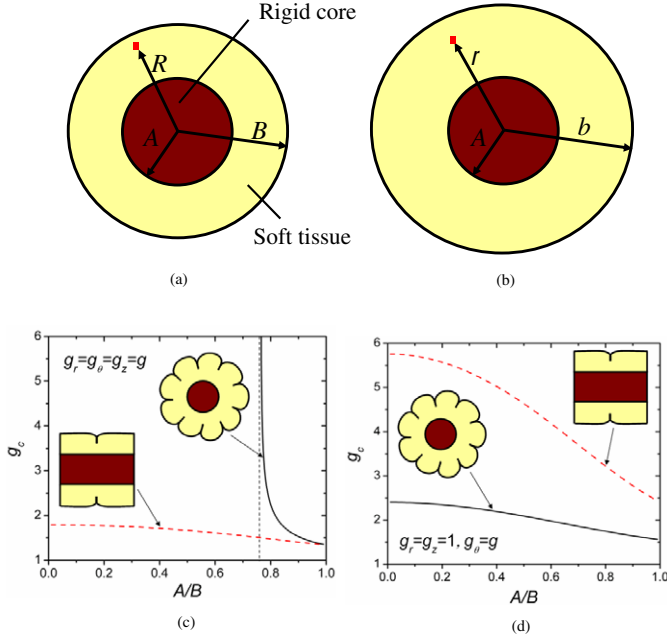 Rigid core
R
A
B
Soft tissue
(a)
r
A
b
(b)
6
5
4
3
2
1
g_c
g_r=g_θ=g_z=g
0.0 0.2 0.4 0.6 0.8 1.0
A/B
(c)
6
5
4
3
2
1
g_c
g_r=g_z=1, g_θ=g
0.0 0.2 0.4 0.6 0.8 1.0
A/B
(d)